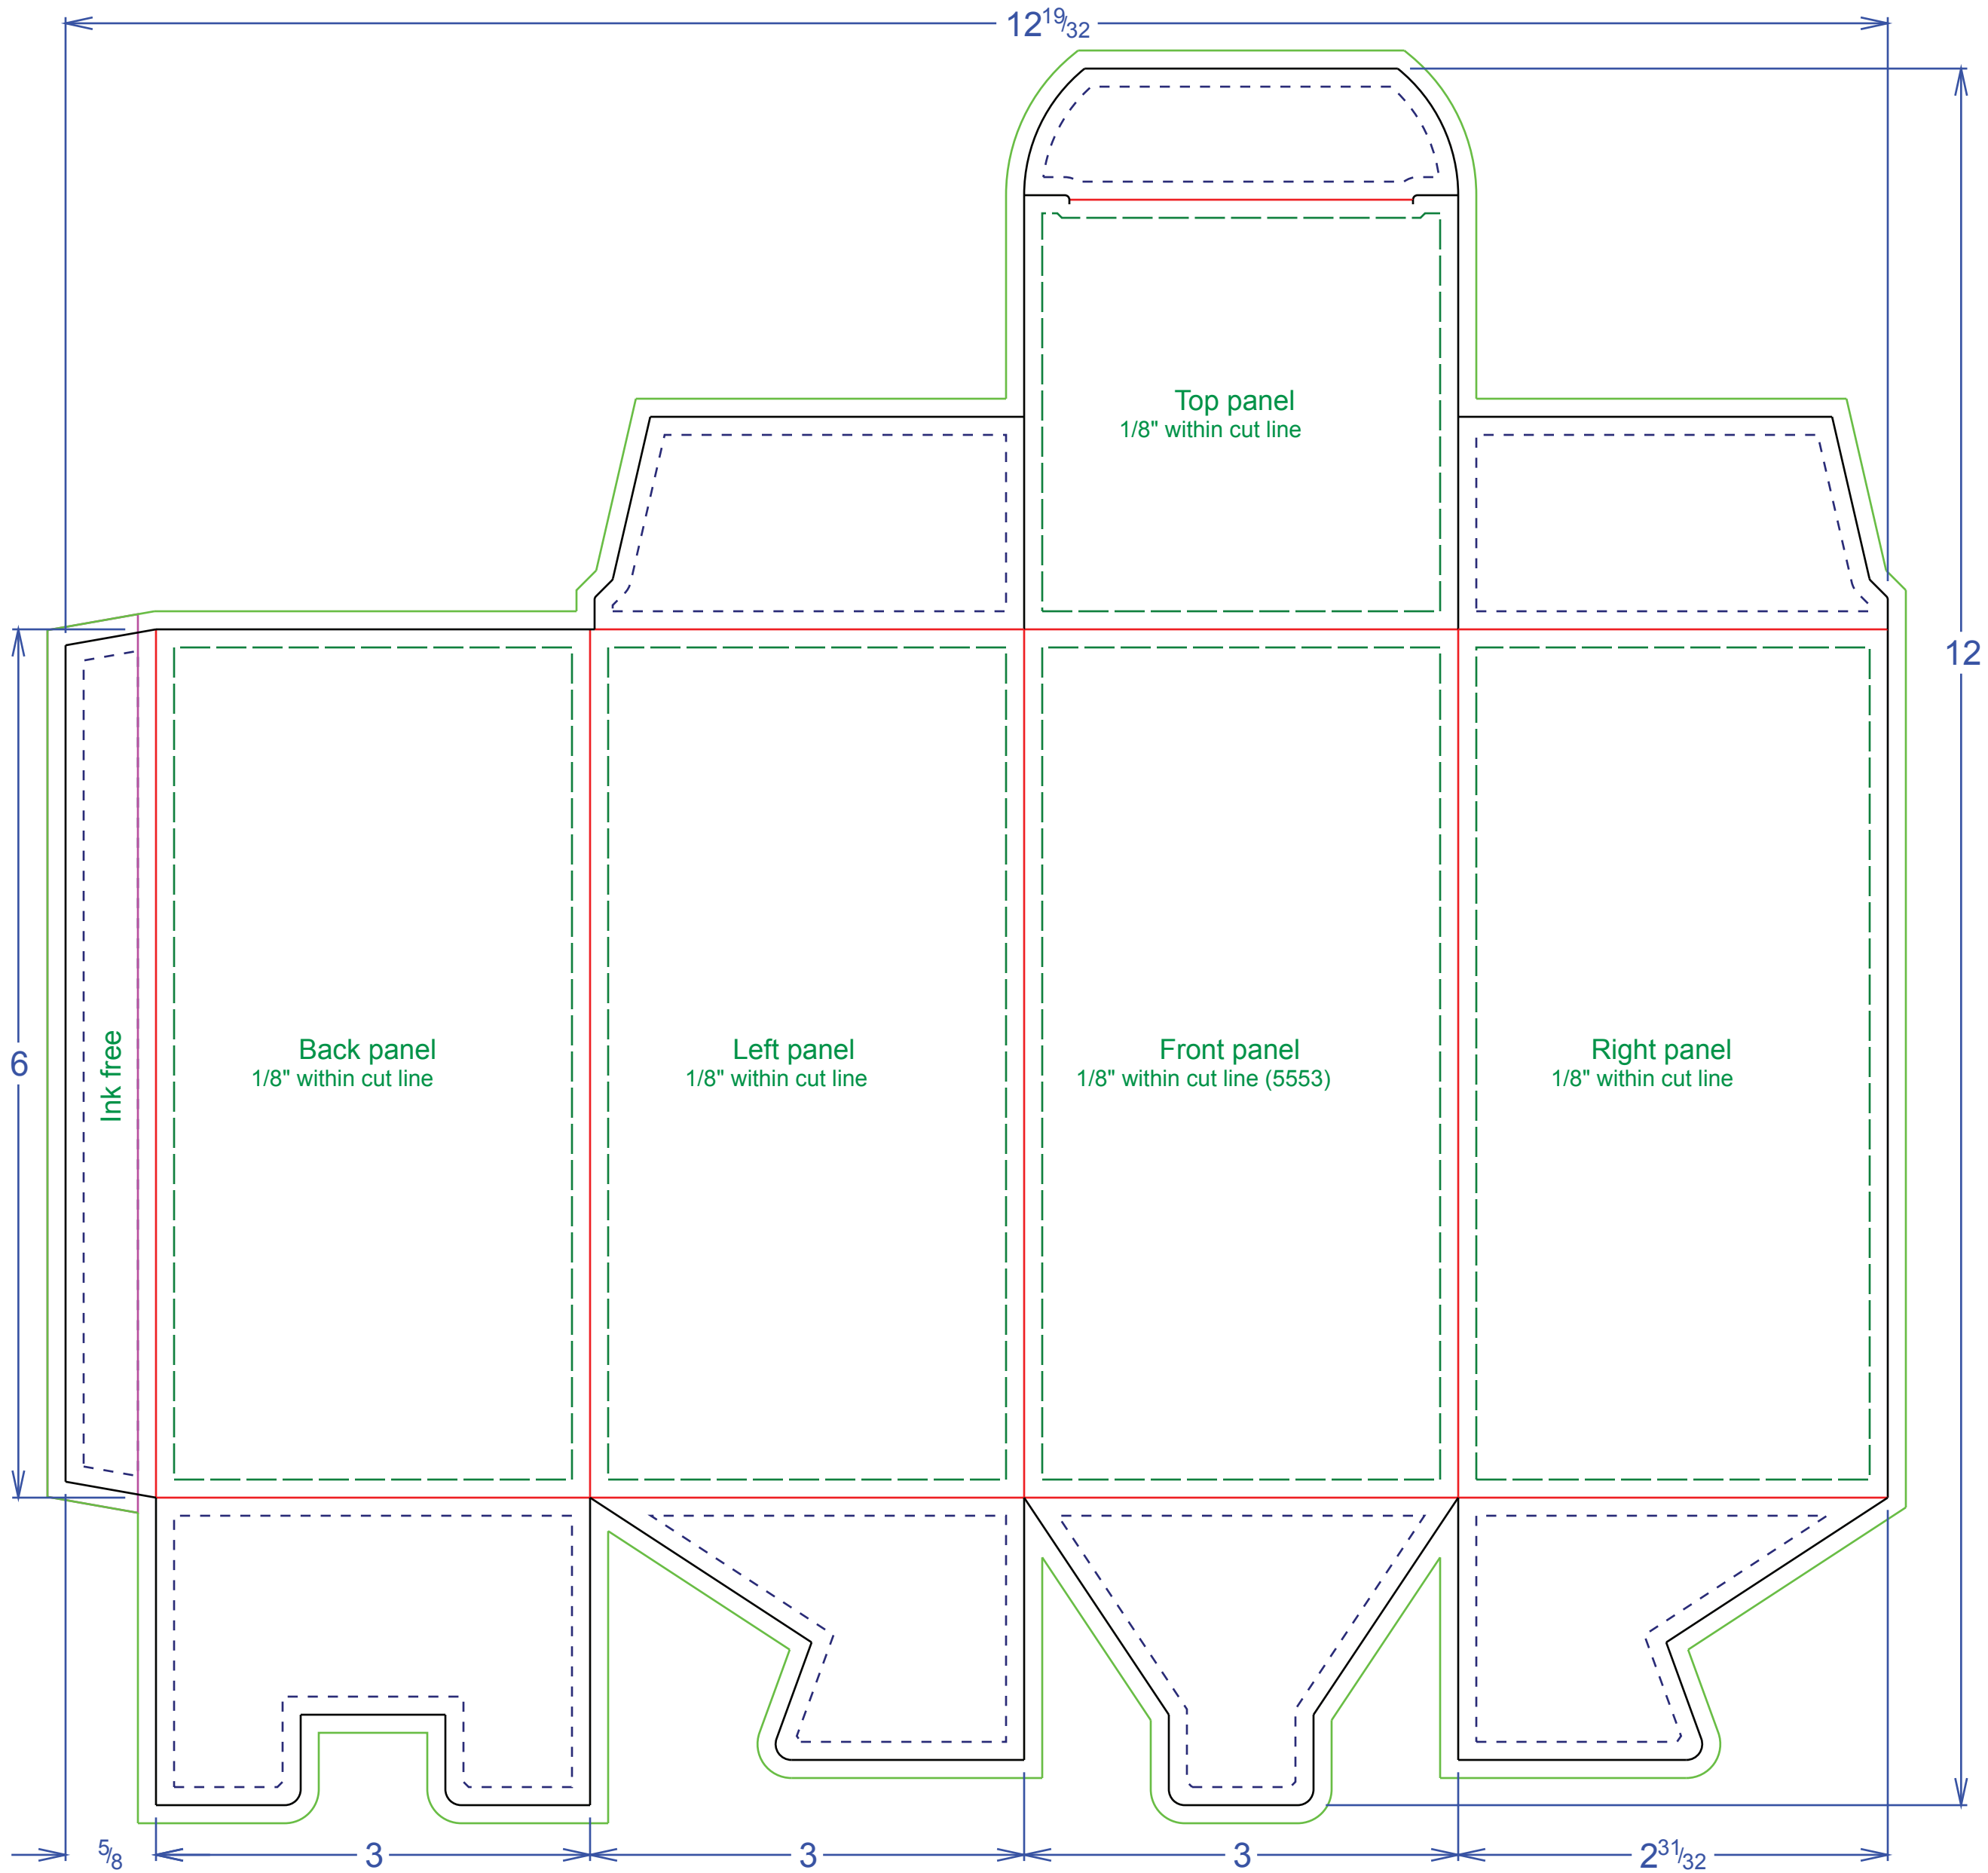 12 19/32
Top panel
1/8" within cut line
12
6
Ink free
Back panel
1/8" within cut line
Left panel
1/8" within cut line
Front panel
1/8" within cut line (5553)
Right panel
1/8" within cut line
5/8
3
3
3
2 31/32